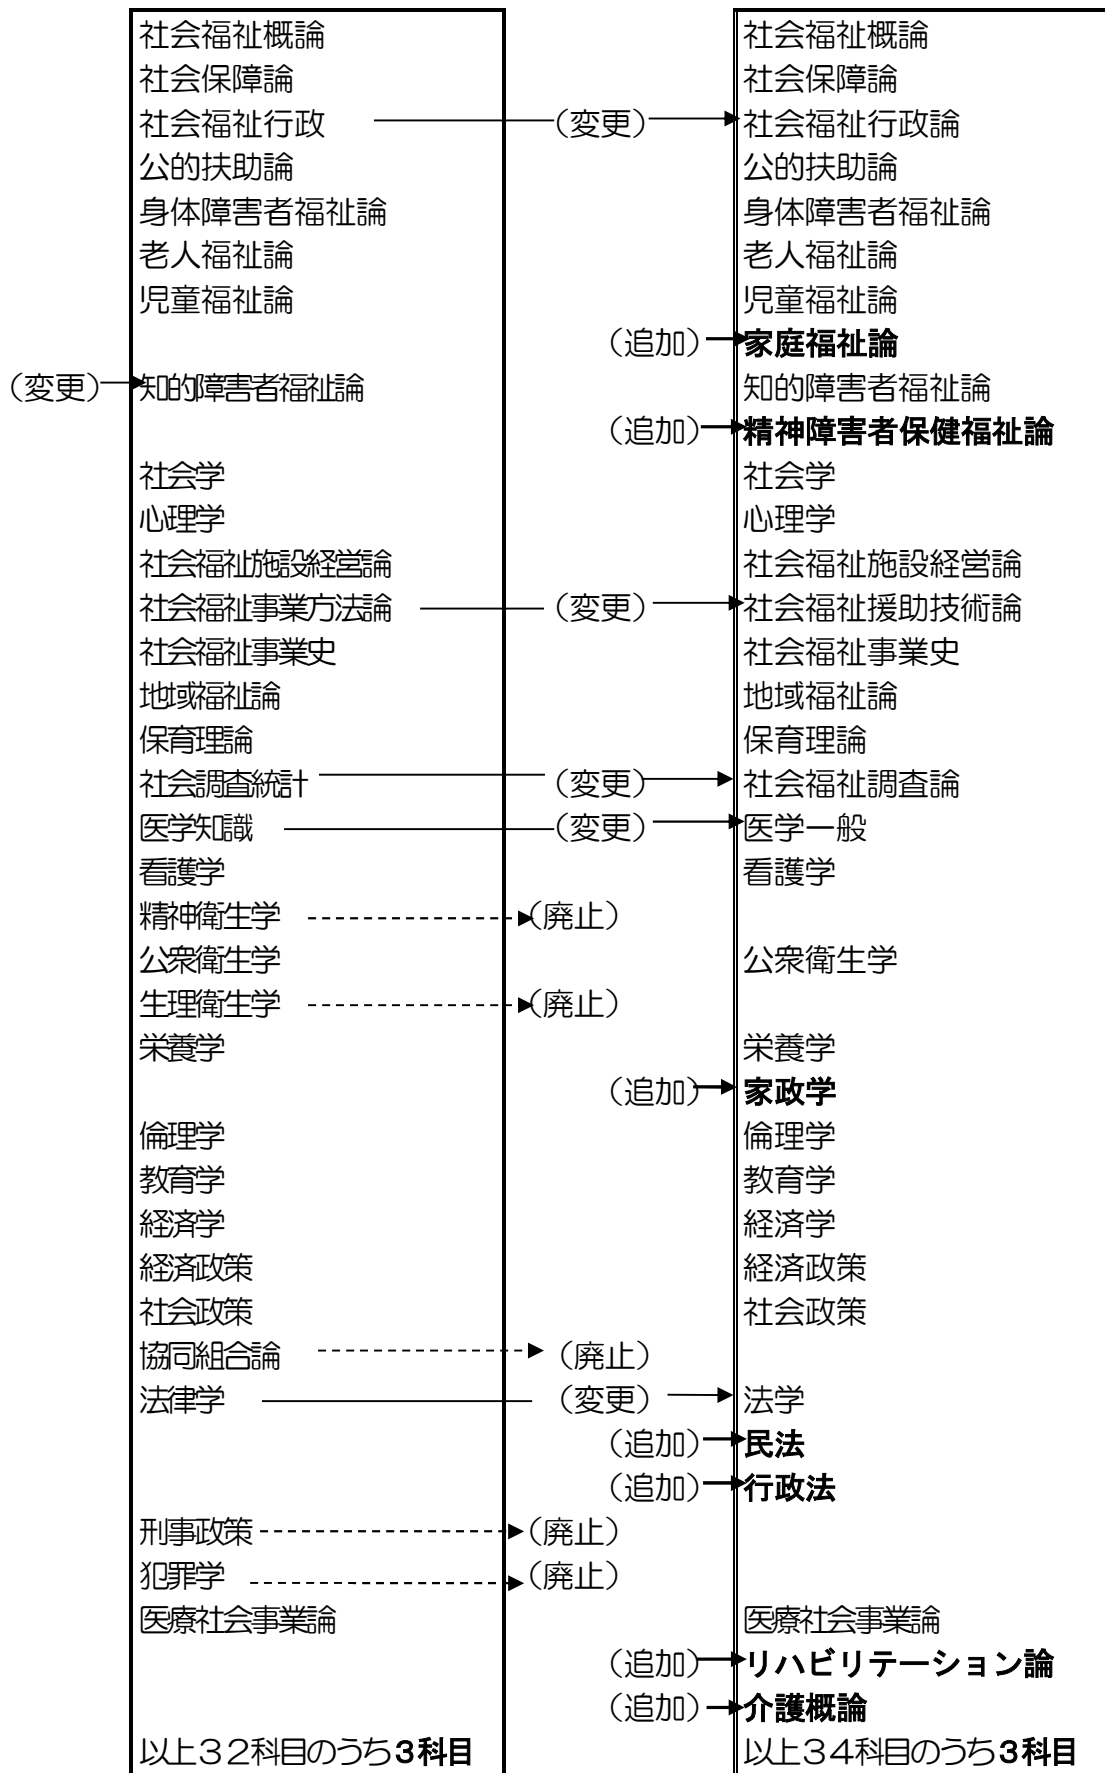 社会福祉概論 社会福祉概論
社会保障論 社会保障論
社会福祉行政 (変更) 社会福祉行政論
公的扶助論 公的扶助論
身体障害者福祉論 身体障害者福祉論
老人福祉論 老人福祉論
児童福祉論 児童福祉論
(追加) 家庭福祉論
(変更) 知的障害者福祉論 知的障害者福祉論
(追加) 精神障害者保健福祉論
社会学 社会学
心理学 心理学
社会福祉施設経営論 社会福祉施設経営論
社会福祉事業方法論 (変更) 社会福祉援助技術論
社会福祉事業史 社会福祉事業史
地域福祉論 地域福祉論
保育理論 保育理論
社会調査統計 (変更) 社会福祉調査論
医学知識 (変更) 医学一般
看護学 看護学
精神衛生学 (廃止)
公衆衛生学 公衆衛生学
生理衛生学 (廃止)
栄養学 栄養学
(追加) 家政学
倫理学 倫理学
教育学 教育学
経済学 経済学
経済政策 経済政策
社会政策 社会政策
協同組合論 (廃止)
法律学 (変更) 法学
(追加) 民法
(追加) 行政法
刑事政策 (廃止)
犯罪学 (廃止)
医療社会事業論 医療社会事業論
(追加) リハビリテーション論
(追加) 介護概論
以上32科目のうち3科目 以上34科目のうち3科目